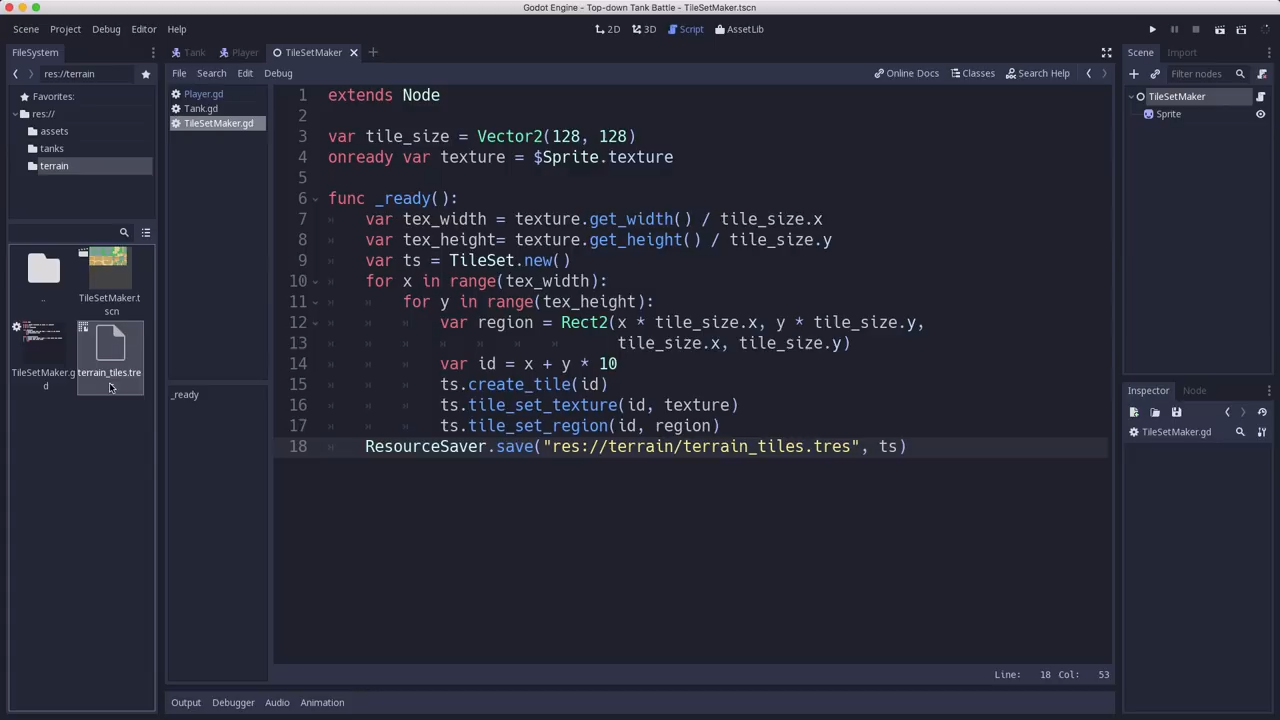 Godot Engine - Top-down Tank Battle - TileSetMaker.tscn
Scene Project Debug Editor Help
2D 3D Script AssetLib
FileSystem
res://terrain
Favorites:
res://
assets
tanks
terrain
..
TileSetMaker.t
scn
TileSetMaker.g
d
terrain_tiles.tre
s
Tank Player TileSetMaker
File Search Edit Debug
Online Docs Classes Search Help
Player.gd
Tank.gd
TileSetMaker.gd
_ready
1 extends Node
2
3 var tile_size = Vector2(128, 128)
4 onready var texture = $Sprite.texture
5
6 func _ready():
7 var tex_width = texture.get_width() / tile_size.x
8 var tex_height= texture.get_height() / tile_size.y
9 var ts = TileSet.new()
10 for x in range(tex_width):
11 for y in range(tex_height):
12 var region = Rect2(x * tile_size.x, y * tile_size.y,
13 tile_size.x, tile_size.y)
14 var id = x + y * 10
15 ts.create_tile(id)
16 ts.tile_set_texture(id, texture)
17 ts.tile_set_region(id, region)
18 ResourceSaver.save("res://terrain/terrain_tiles.tres", ts)
Line: 18 Col: 53
Output Debugger Audio Animation
Scene Import
Filter nodes
TileSetMaker
Sprite
Inspector Node
TileSetMaker.gd